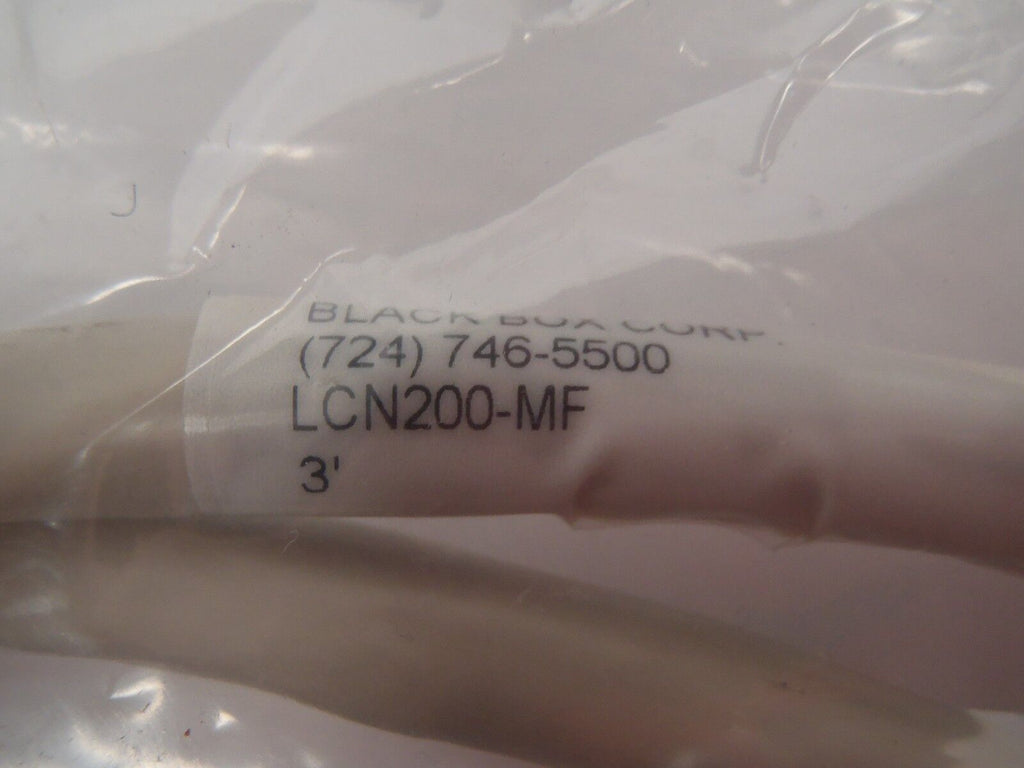 BLACK BOX CORP.
(724) 746-5500
LCN200-MF
3'